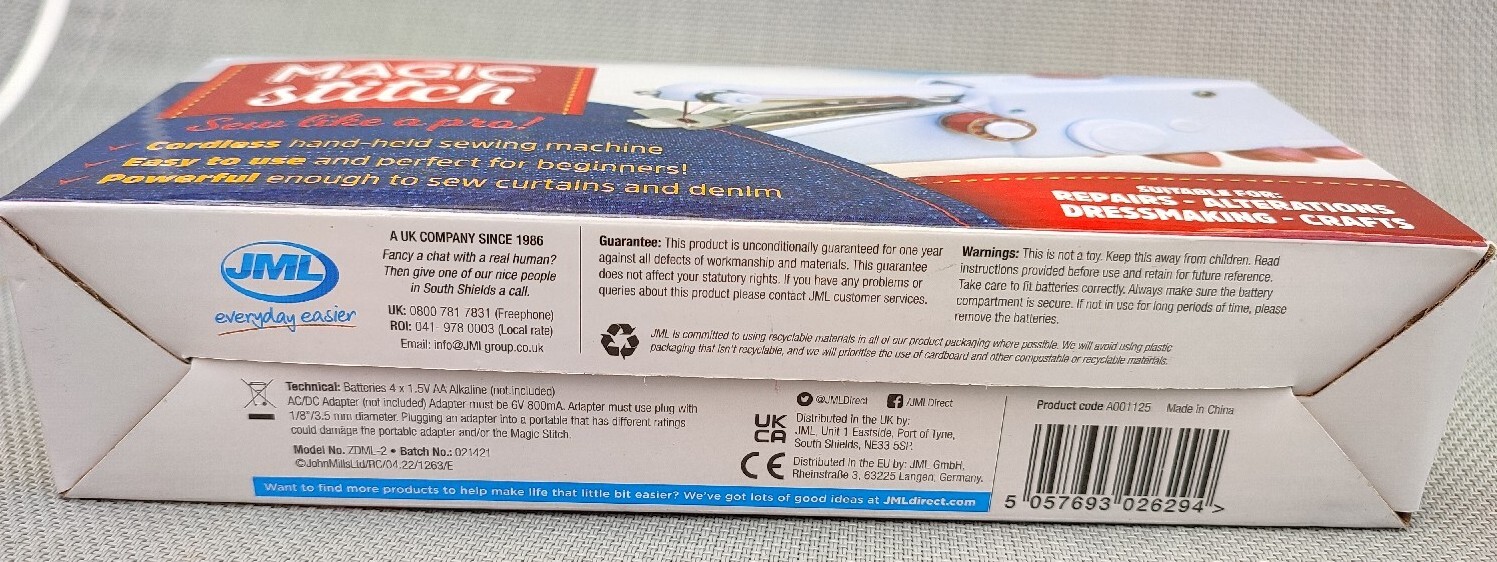 MAGIC
stitch
Sew like a pro!
Cordless hand-held sewing machine
Easy to use and perfect for beginners!
Powerful enough to sew curtains and denim
SUITABLE FOR:
REPAIRS - ALTERATIONS
DRESSMAKING - CRAFTS
JML
everyday easier
A UK COMPANY SINCE 1986
Fancy a chat with a real human?
Then give one of our nice people
in South Shields a call.
UK: 0800 781 7831 (Freephone)
ROI: 041- 978 0003 (Local rate)
Email: info@JMLgroup.co.uk
Guarantee: This product is unconditionally guaranteed for one year
against all defects of workmanship and materials. This guarantee
does not affect your statutory rights. If you have any problems or
queries about this product please contact JML customer services.
Warnings: This is not a toy. Keep this away from children. Read
instructions provided before use and retain for future reference.
Take care to fit batteries correctly. Always make sure the battery
compartment is secure. If not in use for long periods of time, please
remove the batteries.
JML is committed to using recyclable materials in all of our product packaging where possible. We will avoid using plastic
packaging that isn't recyclable, and we will prioritise the use of cardboard and other compostable or recyclable materials.
Technical: Batteries 4 x 1.5V AA Alkaline (not included)
AC/DC Adapter (not included) Adapter must be 6V 800mA. Adapter must use plug with
1/8"/3.5 mm diameter. Plugging an adapter into a portable that has different ratings
could damage the portable adapter and/or the Magic Stitch.
Model No. ZDML-2 • Batch No.: 021421
©JohnMillsLtd/RC/04.22/1263/E
@JMLDirect /JMLDirect
UK
CA
Distributed in the UK by:
JML, Unit 1 Eastside, Port of Tyne,
South Shields, NE33 5SP.
CE
Distributed in the EU by: JML GmbH,
Rheinstraße 3, 63225 Langen, Germany.
Product code A001125 Made in China
5 057693 026294 >
Want to find more products to help make life that little bit easier? We've got lots of good ideas at JMLdirect.com